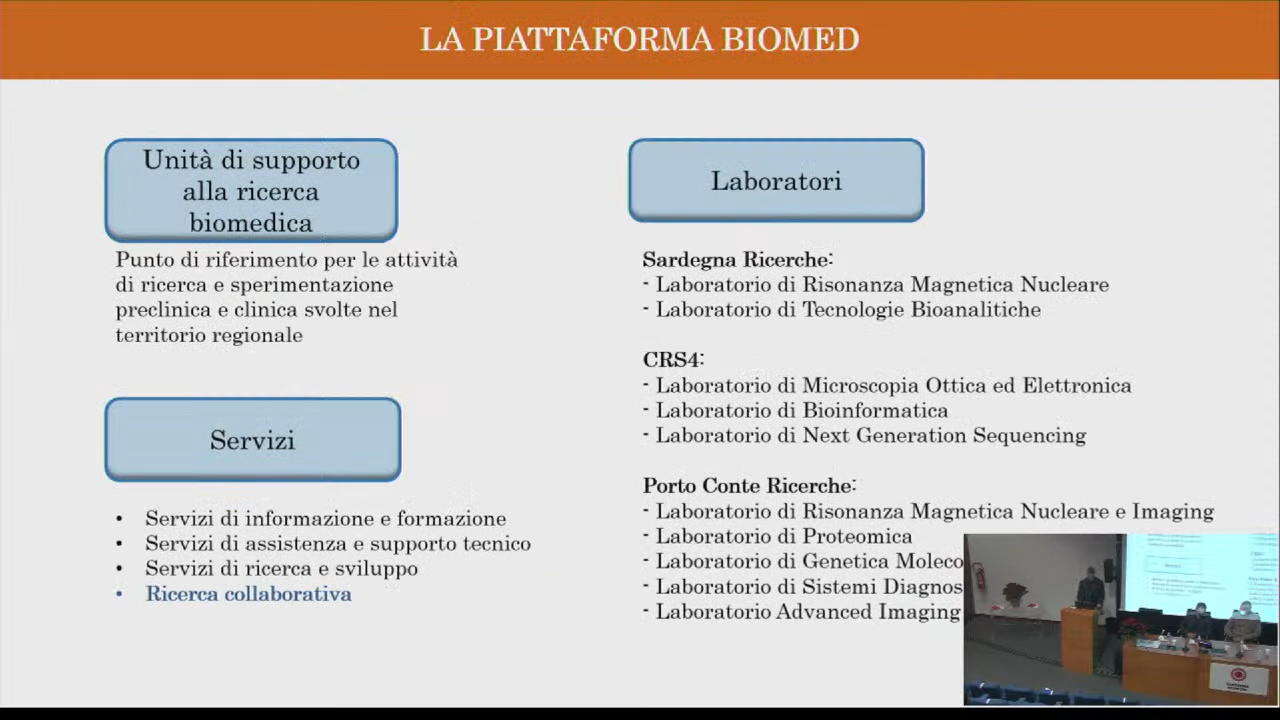 LA PIATTAFORMA BIOMED
Unità di supporto
alla ricerca
biomedica
Punto di riferimento per le attività
di ricerca e sperimentazione
preclinica e clinica svolte nel
territorio regionale
Servizi
• Servizi di informazione e formazione
• Servizi di assistenza e supporto tecnico
• Servizi di ricerca e sviluppo
• Ricerca collaborativa
Laboratori
Sardegna Ricerche:
- Laboratorio di Risonanza Magnetica Nucleare
- Laboratorio di Tecnologie Bioanalitiche
CRS4:
- Laboratorio di Microscopia Ottica ed Elettronica
- Laboratorio di Bioinformatica
- Laboratorio di Next Generation Sequencing
Porto Conte Ricerche:
- Laboratorio di Risonanza Magnetica Nucleare e Imaging
- Laboratorio di Proteomica
- Laboratorio di Genetica Moleco
- Laboratorio di Sistemi Diagnos
- Laboratorio Advanced Imaging